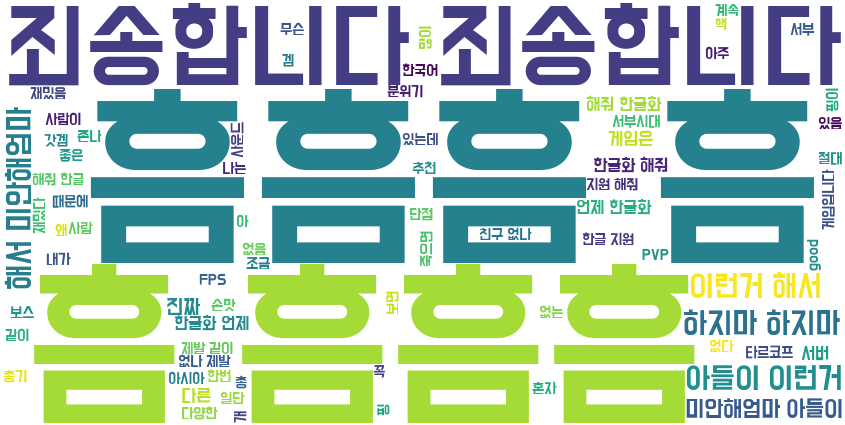 죄송합니다 죄송합니다
무슨
많이
계속
핵
서부
겜
한국어
아주
재밌음
분위기
흠흠 흠흠
해줘 한글화
핑이
사람이
서부시대
있음
갓겜
존나
있는데
게임은
좋은
나는
추천
한글화 해줘
절대
해줘 한글
지원 해줘
해서 미안해엄마
때문에
재밌다
단점
언제 한글화
게임입니다
왜
사람
아
친구 없나
한글 지원
없음
재미면
PVP
good
내가
조금
흠흠 흠흠
FPS
이런거 해서
보스
진짜
손맛
보면
없는
한글화 언제
하지마 하지마
같이
제발 같이
없다
타르코프
서버
없나 제발
총기
아시아
한번
총
꼭
아들이 이런거
다른
일단
혼자
다양한
개
핑
미안해엄마 아들이